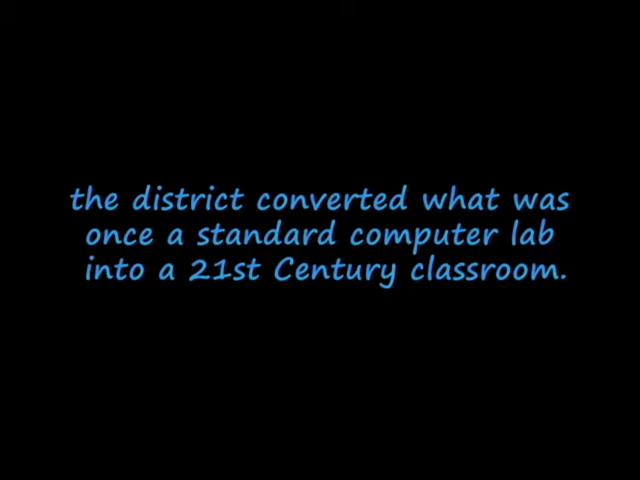 the district converted what was
once a standard computer lab
into a 21st Century classroom.